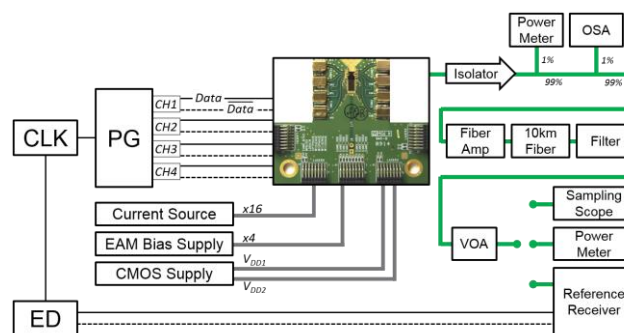 Power
Meter
OSA
1%
1%
Isolator
99%
99%
CLK
PG
CH1
Data
Data
CH2
CH3
CH4
Fiber
Amp
10km
Fiber
Filter
Current Source
x16
EAM Bias Supply
x4
CMOS Supply
VDD1
VDD2
VOA
Sampling
Scope
Power
Meter
Reference
Receiver
ED